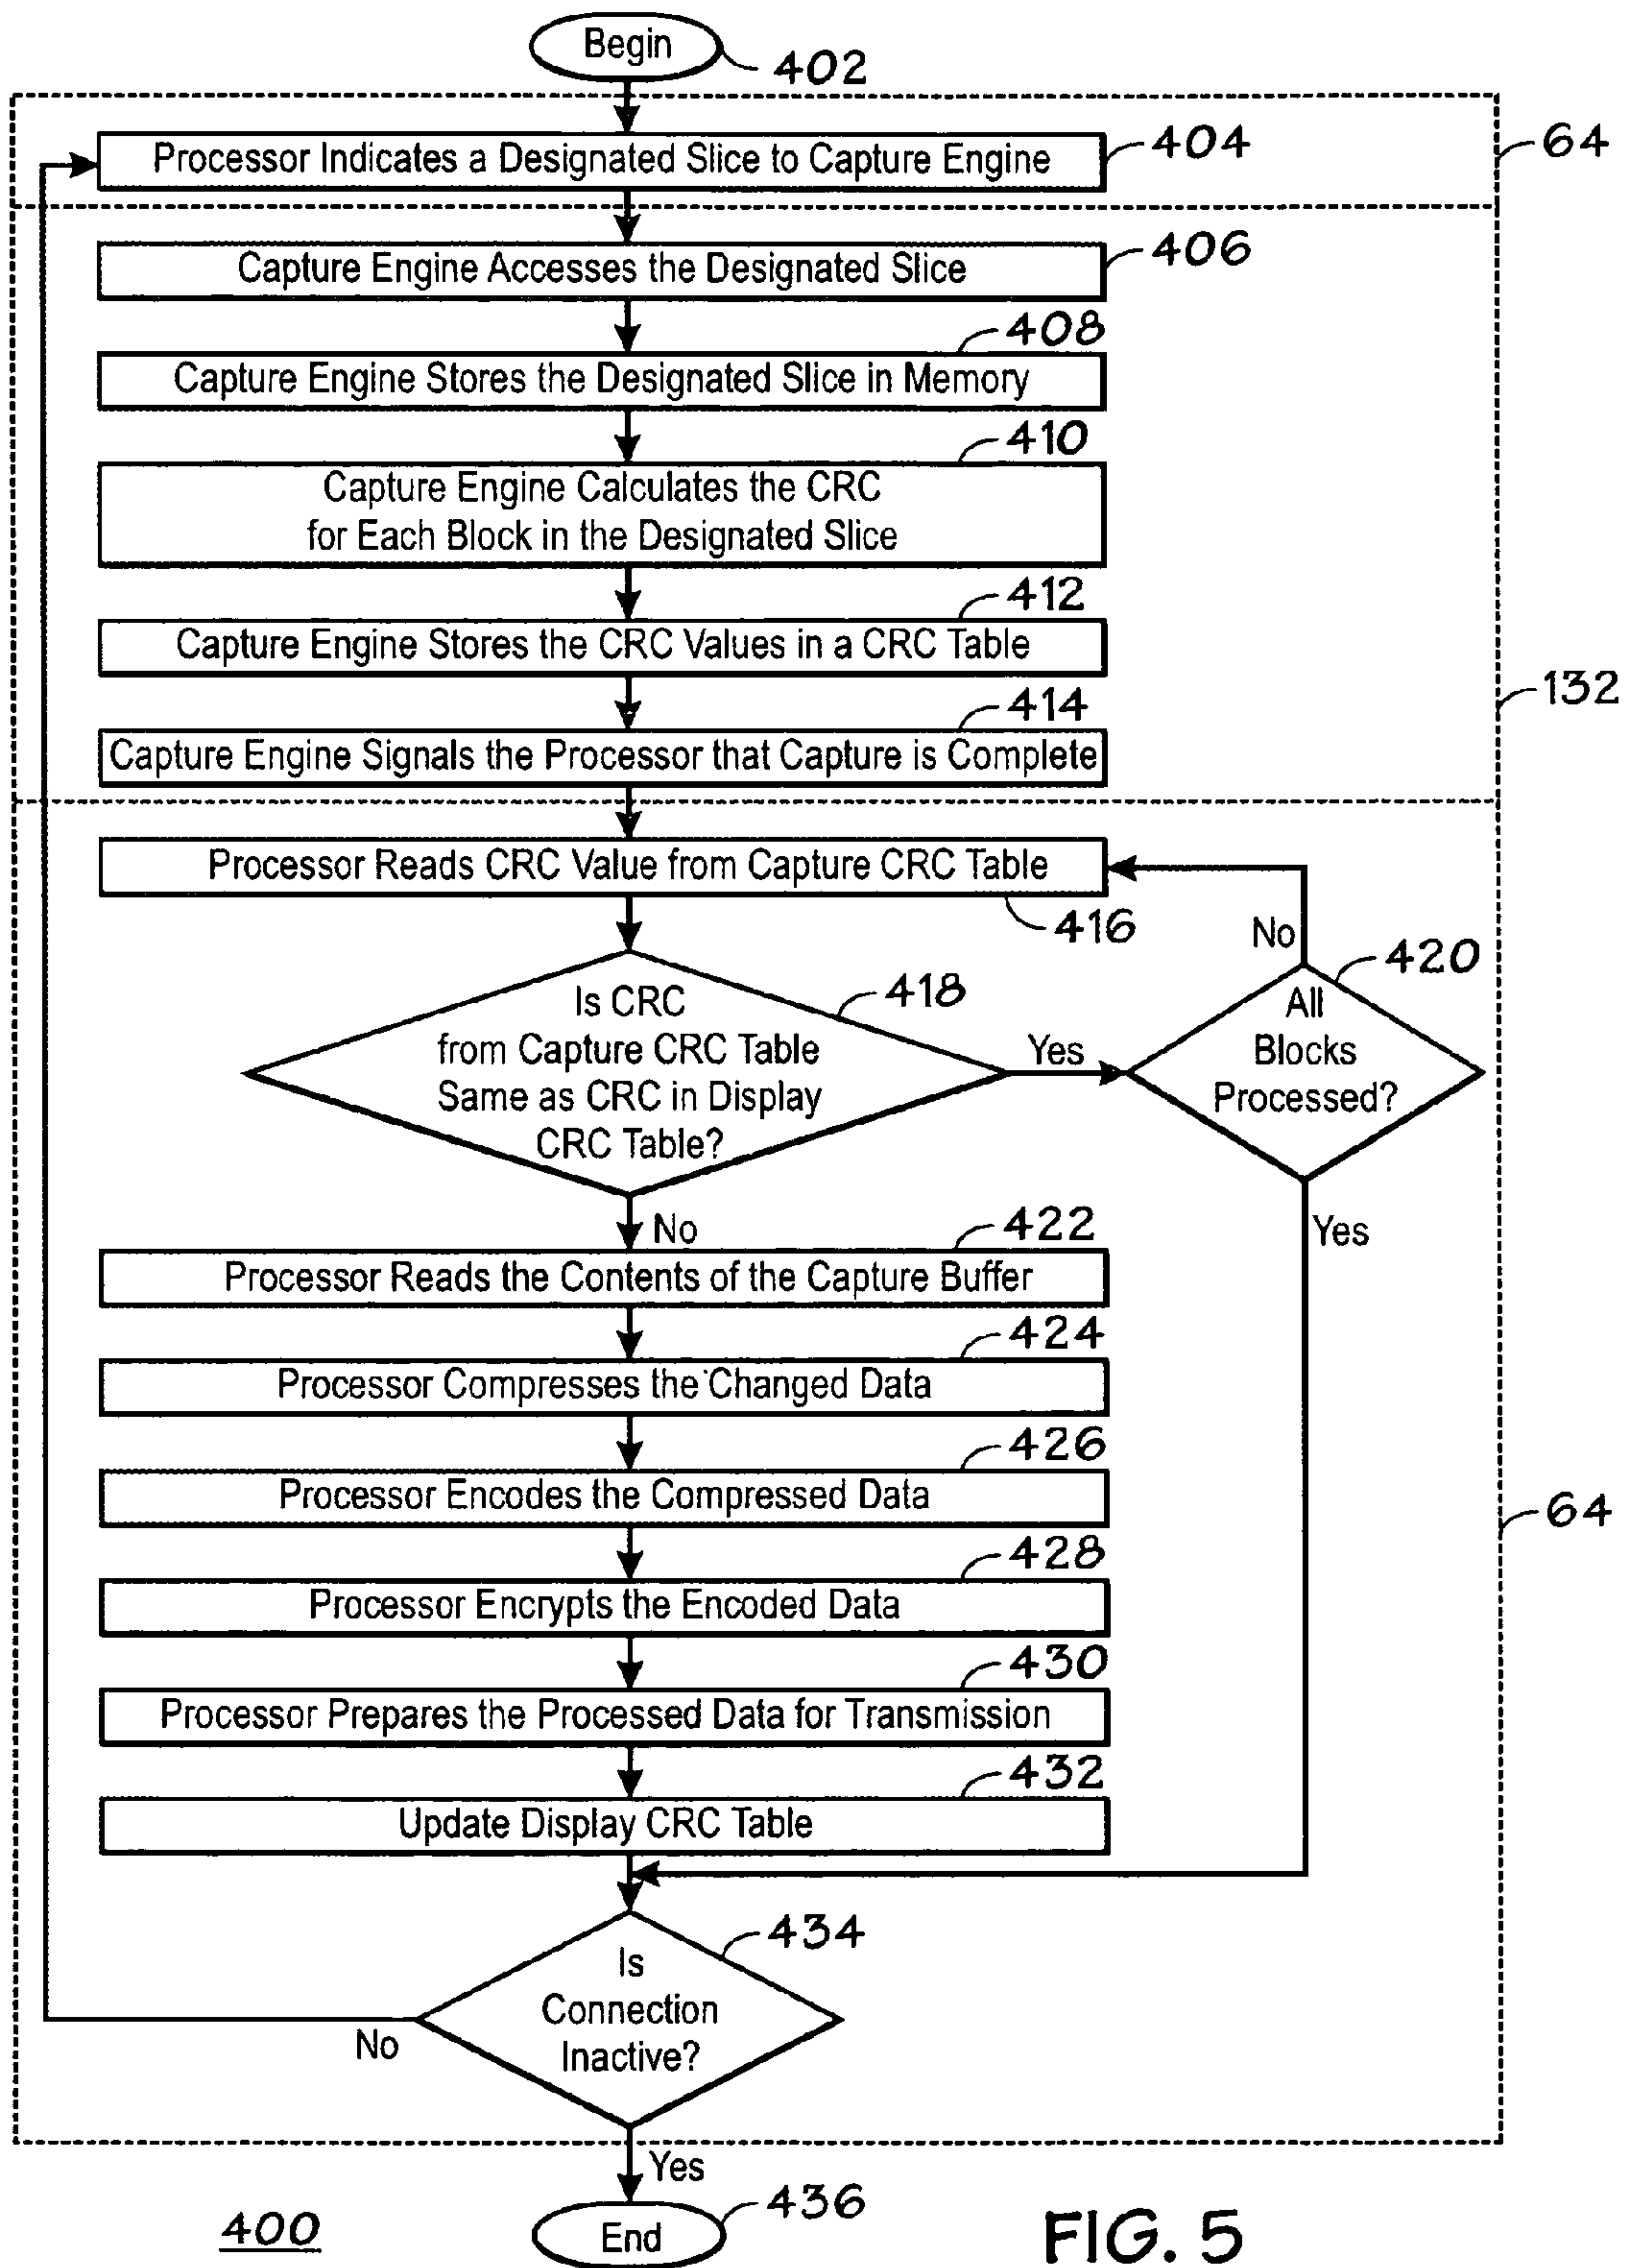 Begin
402
Processor Indicates a Designated Slice to Capture Engine
404
64
Capture Engine Accesses the Designated Slice
406
408
Capture Engine Stores the Designated Slice in Memory
410
Capture Engine Calculates the CRC
for Each Block in the Designated Slice
412
Capture Engine Stores the CRC Values in a CRC Table
132
414
Capture Engine Signals the Processor that Capture is Complete
Processor Reads CRC Value from Capture CRC Table
416
No
420
418
Is CRC
from Capture CRC Table
Same as CRC in Display
CRC Table?
Yes
All
Blocks
Processed?
No
Yes
422
Processor Reads the Contents of the Capture Buffer
424
Processor Compresses the Changed Data
426
Processor Encodes the Compressed Data
64
428
Processor Encrypts the Encoded Data
430
Processor Prepares the Processed Data for Transmission
432
Update Display CRC Table
434
Is
Connection
Inactive?
No
Yes
436
End
400
FIG. 5